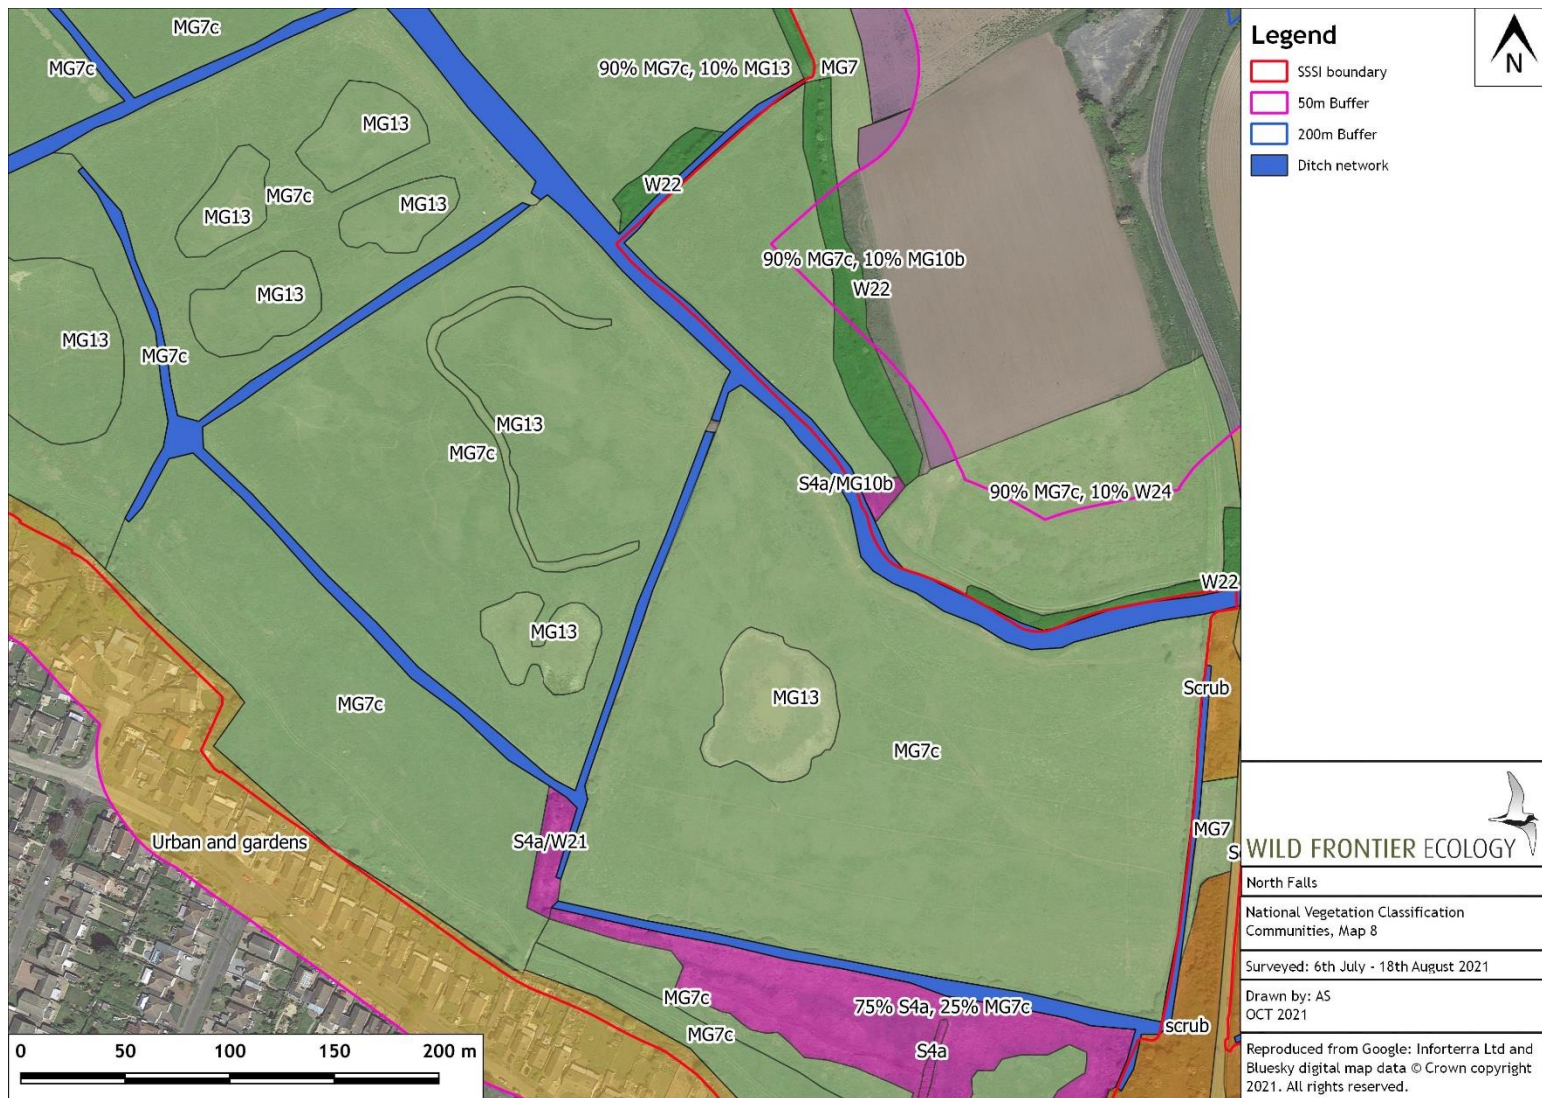 MG7c
MG7c
90% MG7c, 10% MG13
MG7
MG13
MG7c
MG13
MG13
W22
MG13
90% MG7c, 10% MG10b
W22
MG13
MG7c
MG13
MG7c
S4a/MG10b
90% MG7c, 10% W24
W22
MG13
MG7c
MG13
Scrub
MG7c
Urban and gardens
S4a/W21
MG7
MG7c
75% S4a, 25% MG7c
MG7c
S4a
scrub
0 50 100 150 200 m
Legend
SSSI boundary
50m Buffer
200m Buffer
Ditch network
N
WILD FRONTIER ECOLOGY
North Falls
National Vegetation Classification
Communities, Map 8
Surveyed: 6th July - 18th August 2021
Drawn by: AS
OCT 2021
Reproduced from Google: Inforterra Ltd and
Bluesky digital map data © Crown copyright
2021. All rights reserved.